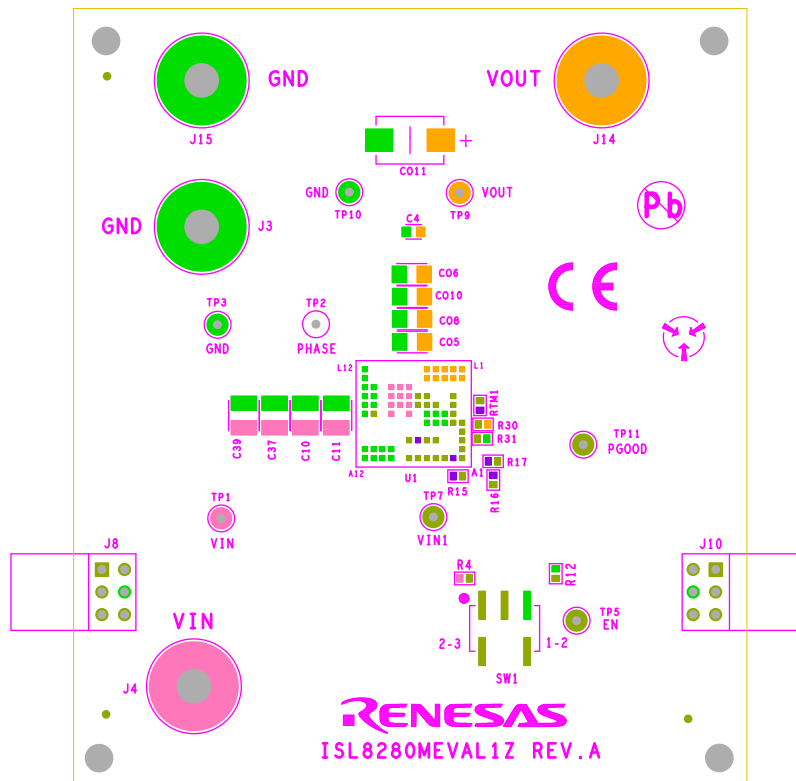 GND
VOUT
J15
J14
CO11
+
GND
VOUT
TP10
TP9
C4
Pb
GND
J3
CO6
CO10
CO8
CO5
CE
TP3
TP2
GND
PHASE
L12
L1
RTM1
R30
R31
TP11
PGOOD
C39
C37
C10
C11
A12
U1
A1
R17
R15
R16
TP1
VIN
TP7
VIN1
J8
J10
R4
R12
VIN
TP5
EN
2-3
1-2
SW1
J4
RENESAS
ISL8280MEVAL1Z REV.A